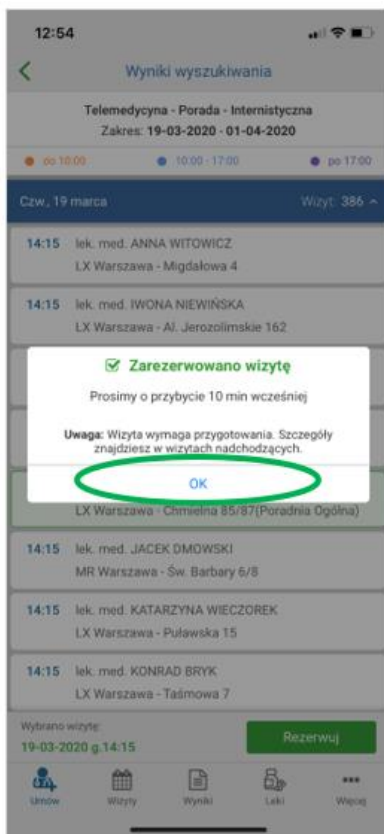 12:54
Wyniki wyszukiwania
Telemedycyna - Porada - Internistyczna
Zakres: 19-03-2020 - 01-04-2020
do 10:00 10:00 - 17:00 po 17:00
Czw., 19 marca Wizyt: 386
14:15 lek. med. ANNA WITOWICZ
LX Warszawa - Migdałowa 4
14:15 lek. med. IWONA NIEWIŃSKA
LX Warszawa - Al. Jerozolimskie 162
Zarezerwowano wizytę
Prosimy o przybycie 10 min wcześniej
Uwaga: Wizyta wymaga przygotowania. Szczegóły
znajdziesz w wizytach nadchodzących.
OK
LX Warszawa - Chmielna 85/87(Poradnia Ogólna)
14:15 lek. med. JACEK DMOWSKI
MR Warszawa - Św. Barbary 6/8
14:15 lek. med. KATARZYNA WIECZOREK
LX Warszawa - Puławska 15
14:15 lek. med. KONRAD BRYK
LX Warszawa - Taśmowa 7
Wybrano wizytę:
19-03-2020 g.14:15
Rezerwuj
Umów Wizyty Wyniki Leki Więcej